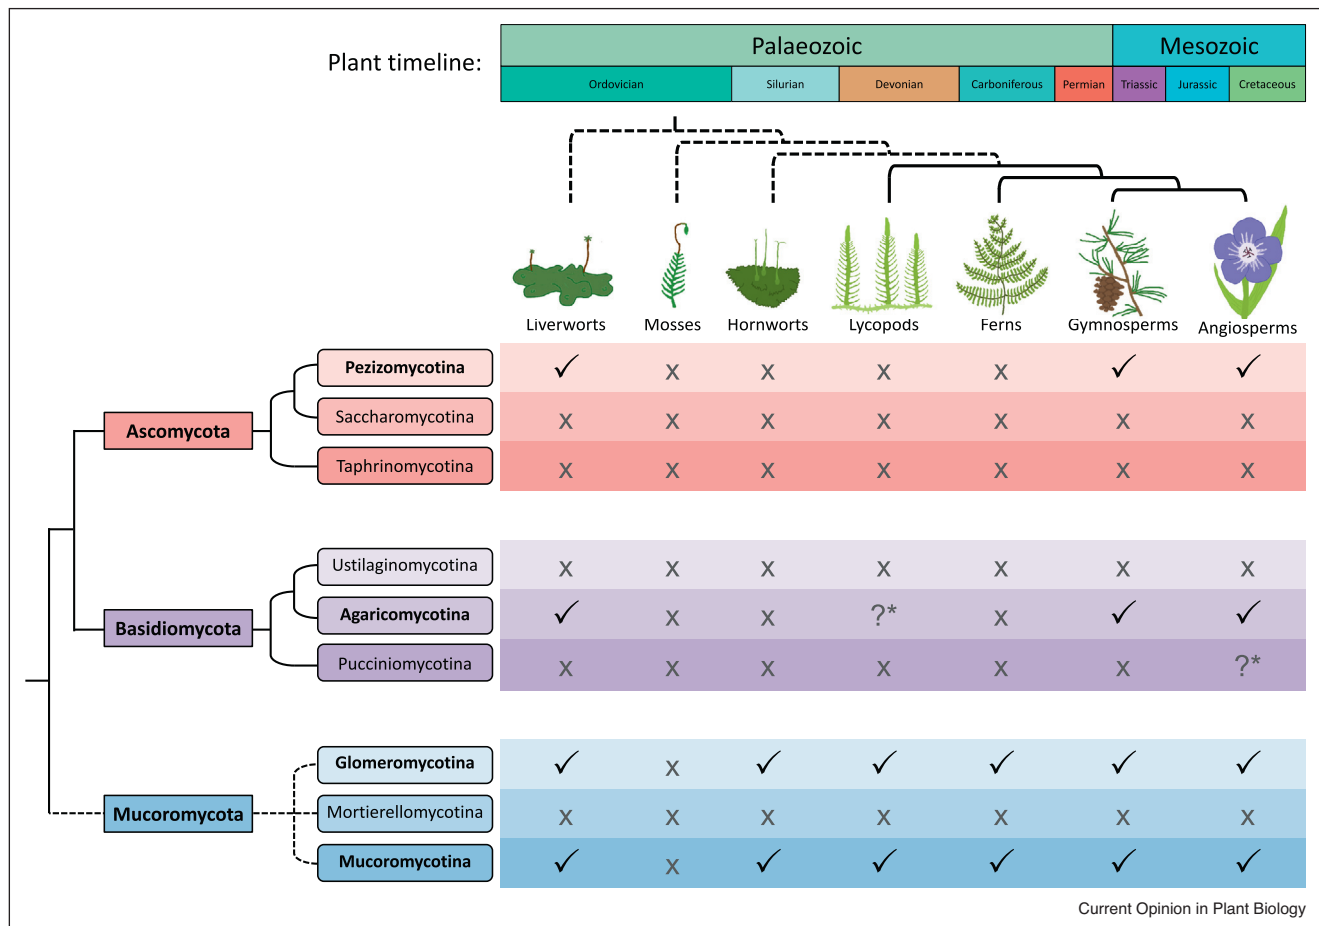 Plant timeline:
Palaeozoic Mesozoic
Ordovician Silurian Devonian Carboniferous Permian Triassic Jurassic Cretaceous
Liverworts Mosses Hornworts Lycopods Ferns Gymnosperms Angiosperms
Pezizomycotina ✓ x x x x ✓ ✓
Saccharomycotina x x x x x x x
Ascomycota
Taphrinomycotina x x x x x x x
Ustilaginomycotina x x x x x x x
Agaricomycotina ✓ x x ?* x ✓ ✓
Basidiomycota
Pucciniomycotina x x x x x x ?*
Glomeromycotina ✓ x ✓ ✓ ✓ ✓ ✓
Mucoromycota
Mortierellomycotina x x x x x x x
Mucoromycotina ✓ x ✓ ✓ ✓ ✓ ✓
Current Opinion in Plant Biology